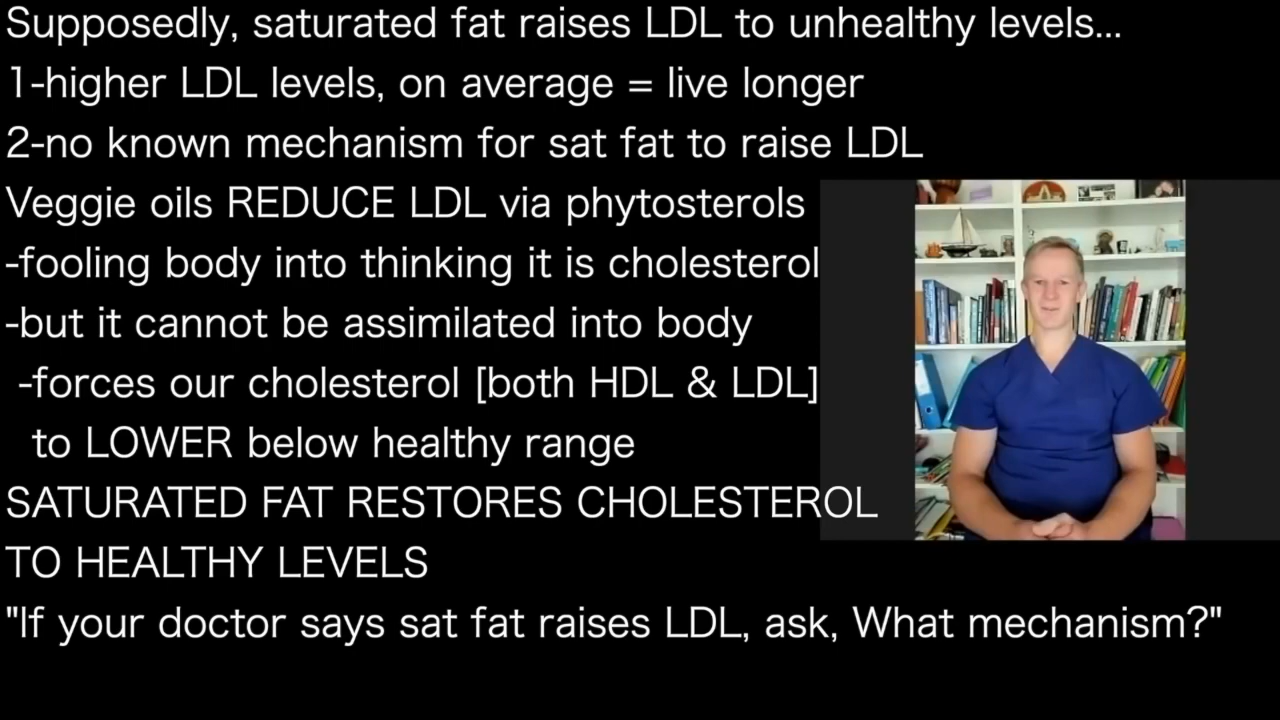 Supposedly, saturated fat raises LDL to unhealthy levels...
1-higher LDL levels, on average = live longer
2-no known mechanism for sat fat to raise LDL
Veggie oils REDUCE LDL via phytosterols
-fooling body into thinking it is cholesterol
-but it cannot be assimilated into body
-forces our cholesterol [both HDL & LDL]
to LOWER below healthy range
SATURATED FAT RESTORES CHOLESTEROL
TO HEALTHY LEVELS
"If your doctor says sat fat raises LDL, ask, What mechanism?"